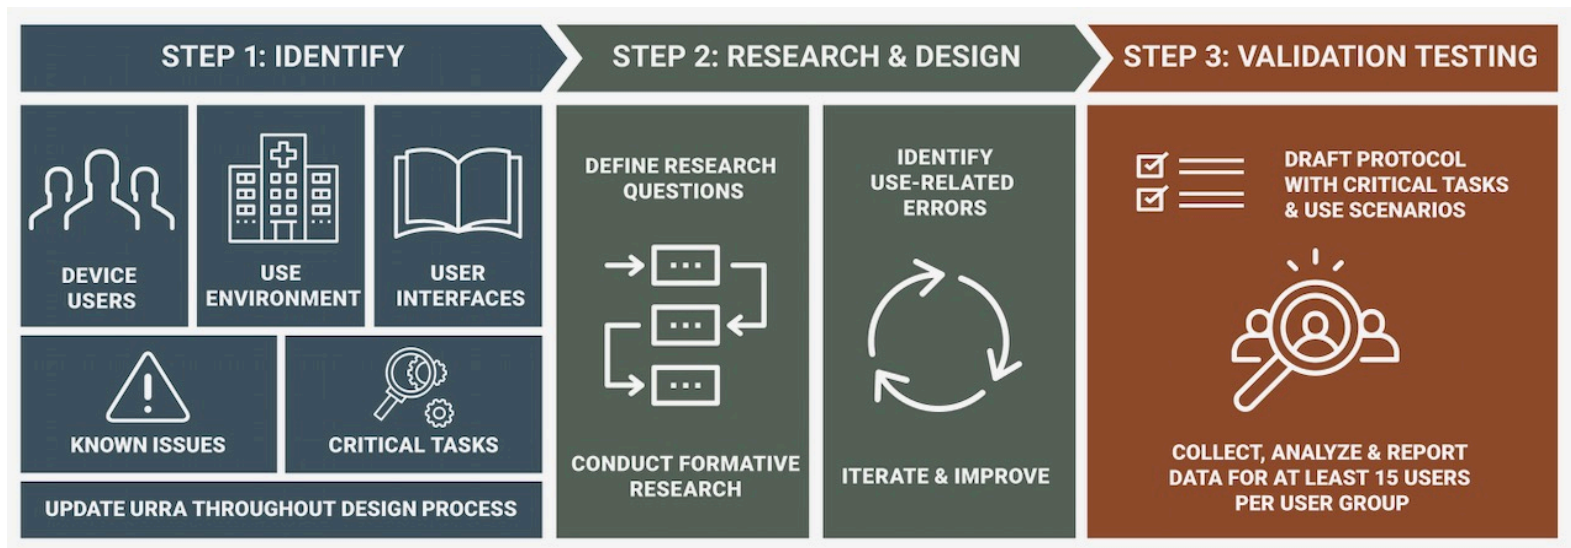 STEP 1: IDENTIFY
STEP 2: RESEARCH & DESIGN
STEP 3: VALIDATION TESTING
DEVICE
USERS
USE
ENVIRONMENT
USER
INTERFACES
KNOWN ISSUES
CRITICAL TASKS
UPDATE URRA THROUGHOUT DESIGN PROCESS
DEFINE RESEARCH
QUESTIONS
CONDUCT FORMATIVE
RESEARCH
IDENTIFY
USE-RELATED
ERRORS
ITERATE & IMPROVE
DRAFT PROTOCOL
WITH CRITICAL TASKS
& USE SCENARIOS
COLLECT, ANALYZE & REPORT
DATA FOR AT LEAST 15 USERS
PER USER GROUP